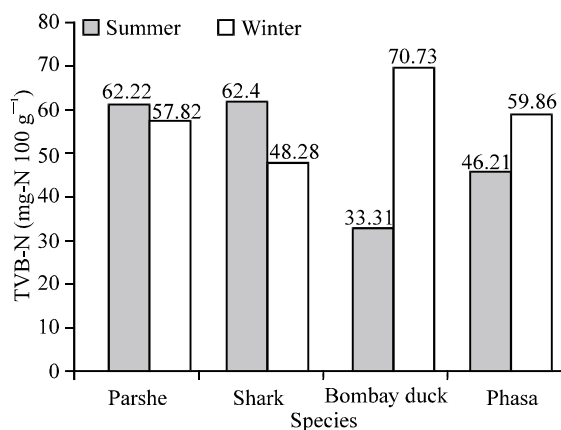 80
Summer
Winter
70
60
50
40
30
20
10
0
TVB-N (mg-N 100 g⁻¹)
62.22
57.82
62.4
48.28
33.31
70.73
46.21
59.86
Parshe
Shark
Bombay duck
Phasa
Species